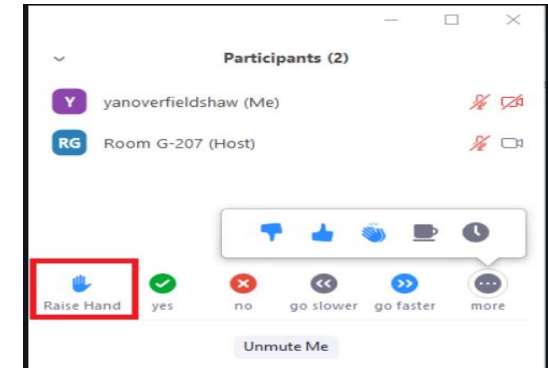 Participants (2)
Y yanoverfieldshaw (Me)
RG Room G-207 (Host)
Raise Hand yes no go slower go faster more
Unmute Me